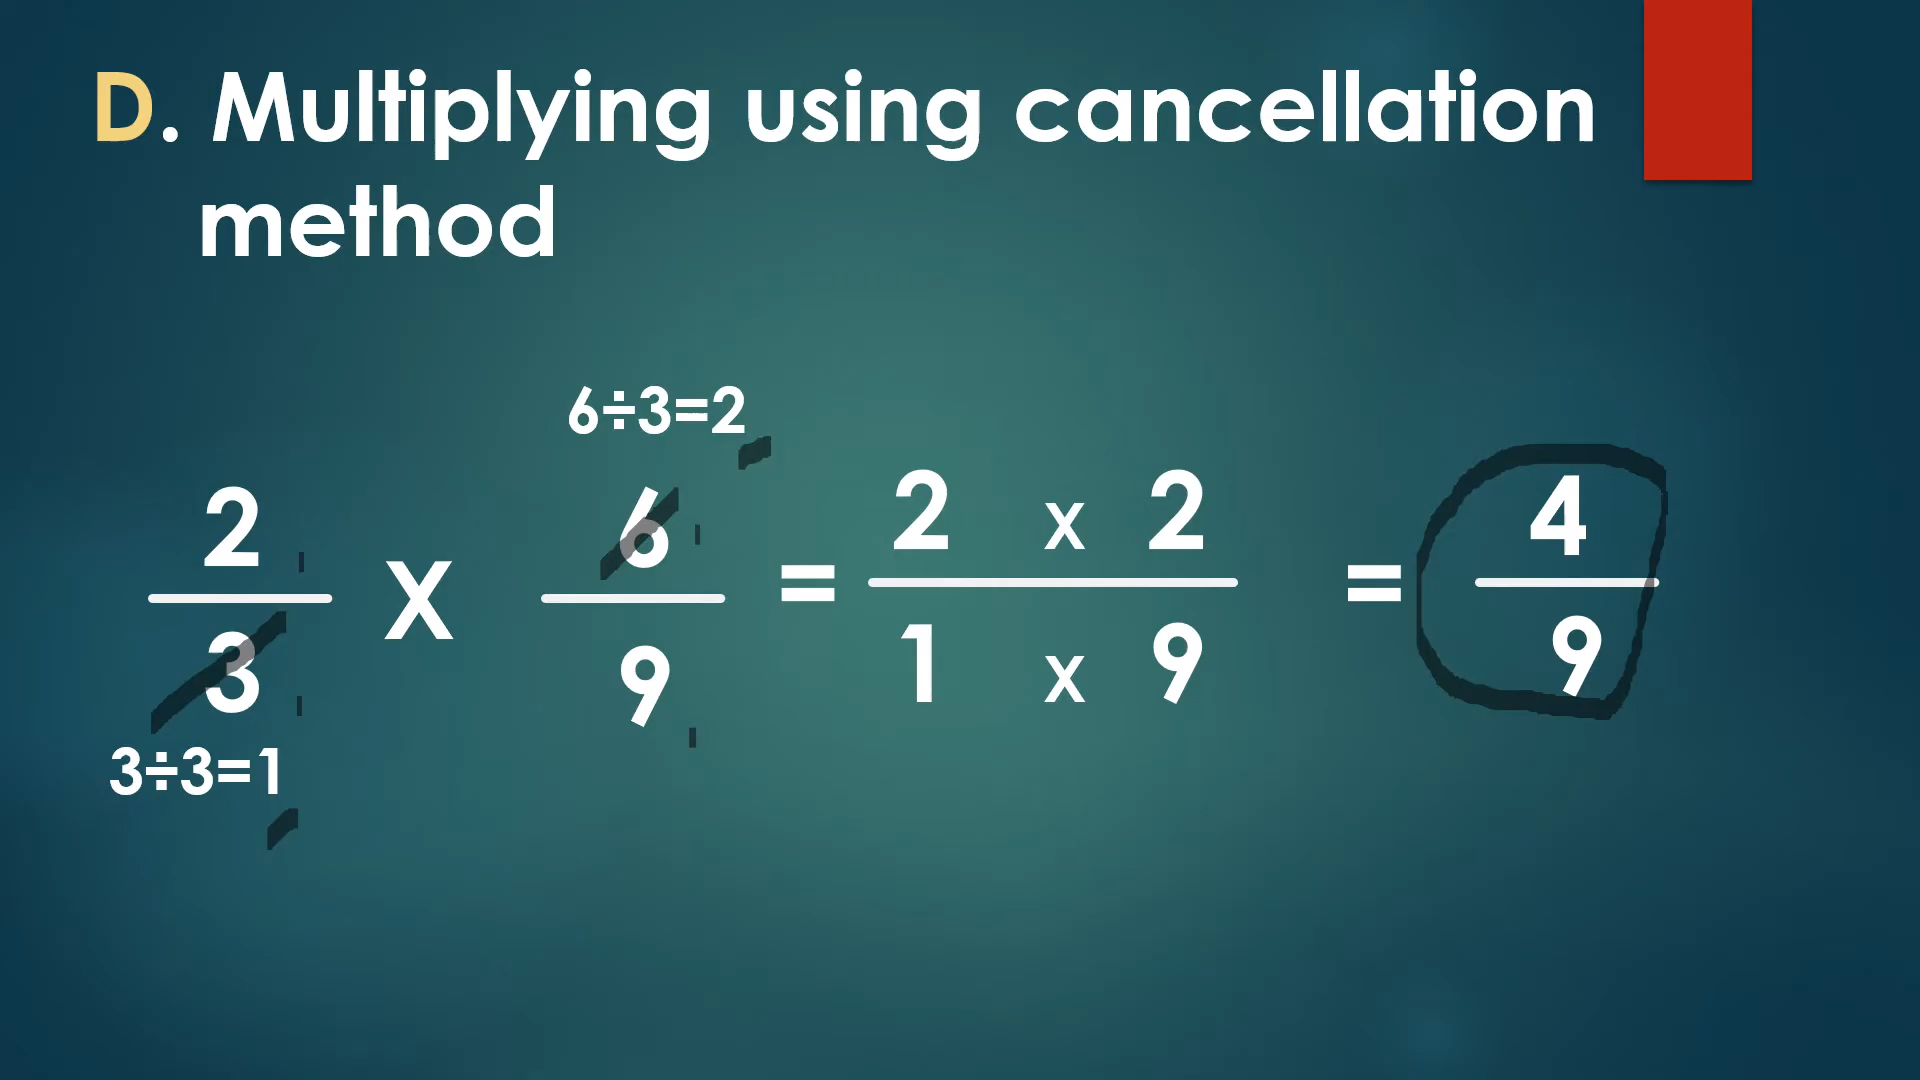 D. Multiplying using cancellation
method
6÷3=2
2 6 2 x 2 4
X = =
3 9 1 x 9 9
3÷3=1